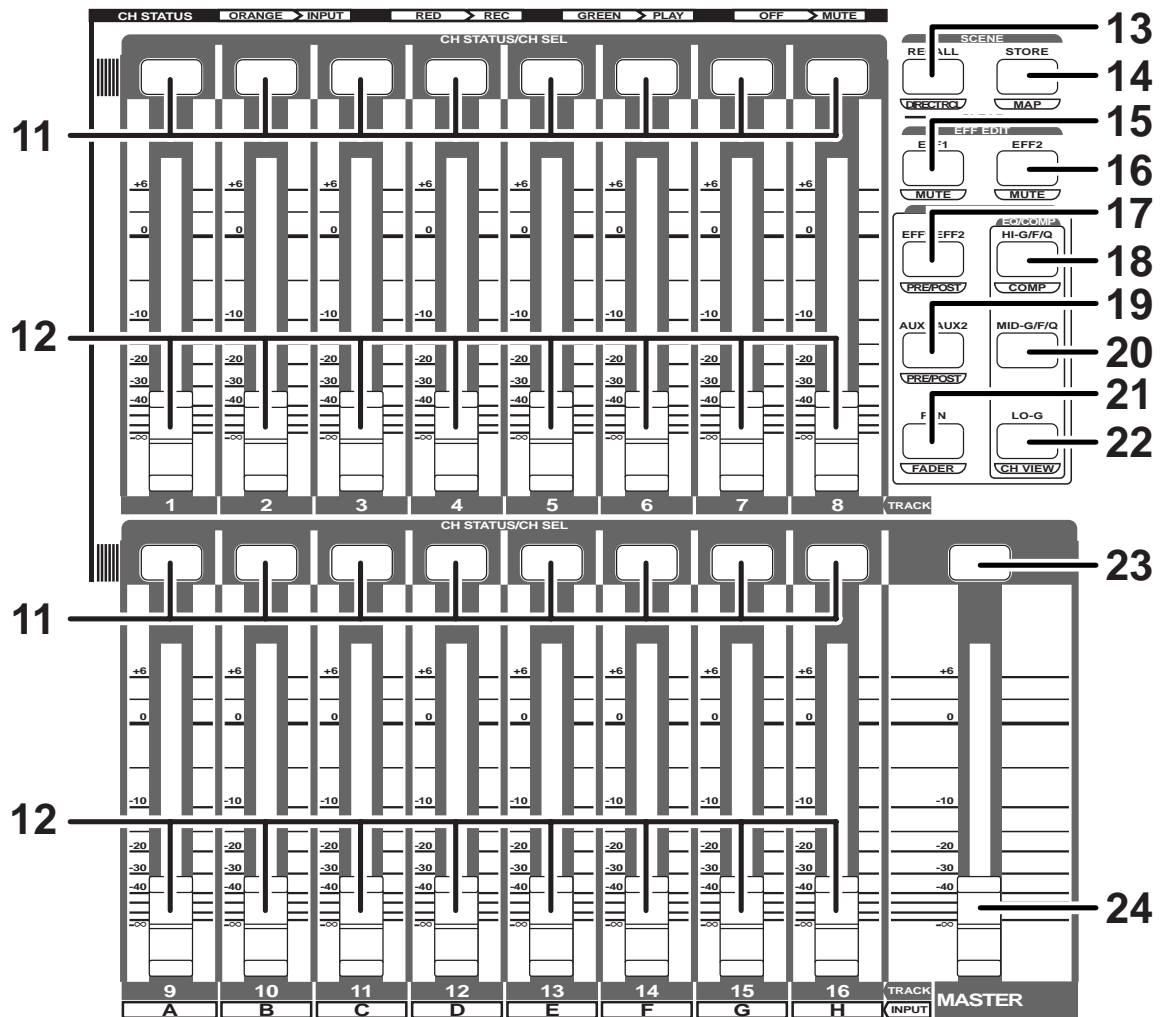 CH STATUS ORANGE > INPUT RED > REC GREEN > PLAY OFF > MUTE
CH STATUS/CH SEL
11
+6 +6 +6 +6 +6 +6 +6 +6
0 0 0 0 0 0 0 0
-10 -10 -10 -10 -10 -10 -10 -10
12
-20 -20 -20 -20 -20 -20 -20 -20
-30 -30 -30 -30 -30 -30 -30 -30
-40 -40 -40 -40 -40 -40 -40 -40
-∞ -∞ -∞ -∞ -∞ -∞ -∞ -∞
1 2 3 4 5 6 7 8 TRACK
SCENE
STORE
13
14
DIRECTRCL MAP
15
EFF EDIT
EFF2
16
MUTE MUTE
17
EQ/COMP
EFF2 HI-G/F/Q
18
PRE/POST COMP
19
AUX AUX2 MID-G/F/Q
20
PRE/POST
21
LO-G
22
FADER CH VIEW
CH STATUS/CH SEL
23
11
+6 +6 +6 +6 +6 +6 +6 +6 +6
0 0 0 0 0 0 0 0 0
-10 -10 -10 -10 -10 -10 -10 -10 -10
12
-20 -20 -20 -20 -20 -20 -20 -20 -20
-30 -30 -30 -30 -30 -30 -30 -30 -30
-40 -40 -40 -40 -40 -40 -40 -40 -40
24
-∞ -∞ -∞ -∞ -∞ -∞ -∞ -∞ -∞
9 10 11 12 13 14 15 16 TRACK
A B C D E F G H INPUT
MASTER